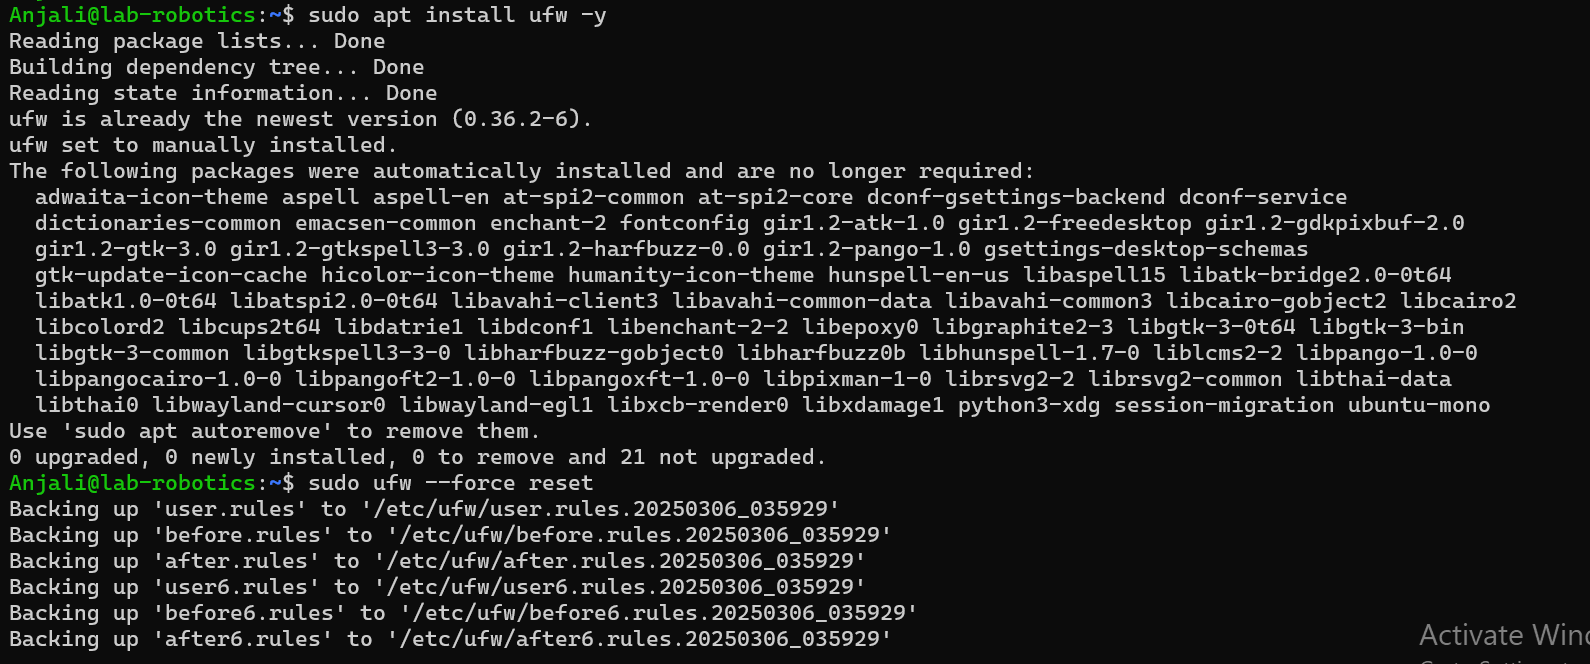 Anjali@lab-robotics:~$ sudo apt install ufw -y
Reading package lists... Done
Building dependency tree... Done
Reading state information... Done
ufw is already the newest version (0.36.2-6).
ufw set to manually installed.
The following packages were automatically installed and are no longer required:
  adwaita-icon-theme aspell aspell-en at-spi2-common at-spi2-core dconf-gsettings-backend dconf-service
  dictionaries-common emacsen-common enchant-2 fontconfig gir1.2-atk-1.0 gir1.2-freedesktop gir1.2-gdkpixbuf-2.0
  gir1.2-gtk-3.0 gir1.2-gtkspell3-3.0 gir1.2-harfbuzz-0.0 gir1.2-pango-1.0 gsettings-desktop-schemas
  gtk-update-icon-cache hicolor-icon-theme humanity-icon-theme hunspell-en-us libaspell15 libatk-bridge2.0-0t64
  libatk1.0-0t64 libatspi2.0-0t64 libavahi-client3 libavahi-common-data libavahi-common3 libcairo-gobject2 libcairo2
  libcolord2 libcups2t64 libdatrie1 libdconf1 libenchant-2-2 libepoxy0 libgraphite2-3 libgtk-3-0t64 libgtk-3-bin
  libgtk-3-common libgtkspell3-3-0 libharfbuzz-gobject0 libharfbuzz0b libhunspell-1.7-0 liblcms2-2 libpango-1.0-0
  libpangocairo-1.0-0 libpangoft2-1.0-0 libpangoxft-1.0-0 libpixman-1-0 librsvg2-2 librsvg2-common libthai-data
  libthai0 libwayland-cursor0 libwayland-egl1 libxcb-render0 libxdamage1 python3-xdg session-migration ubuntu-mono
Use 'sudo apt autoremove' to remove them.
0 upgraded, 0 newly installed, 0 to remove and 21 not upgraded.
Anjali@lab-robotics:~$ sudo ufw --force reset
Backing up 'user.rules' to '/etc/ufw/user.rules.20250306_035929'
Backing up 'before.rules' to '/etc/ufw/before.rules.20250306_035929'
Backing up 'after.rules' to '/etc/ufw/after.rules.20250306_035929'
Backing up 'user6.rules' to '/etc/ufw/user6.rules.20250306_035929'
Backing up 'before6.rules' to '/etc/ufw/before6.rules.20250306_035929'
Backing up 'after6.rules' to '/etc/ufw/after6.rules.20250306_035929'
Activate Win